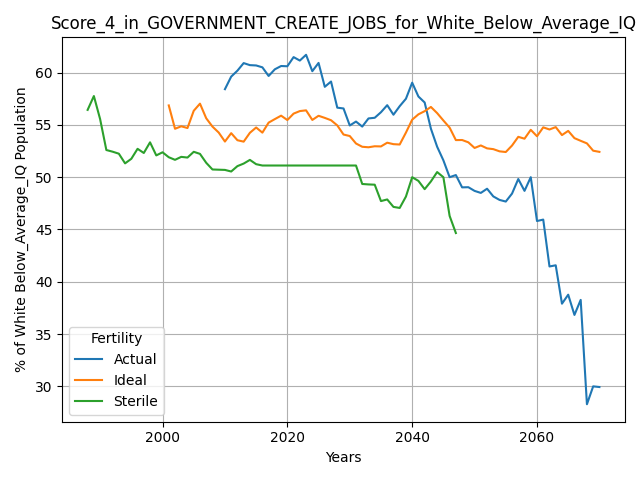 Score_4_in_GOVERNMENT_CREATE_JOBS_for_White_Below_Average_IQ
% of White Below_Average_IQ Population
60
55
50
45
40
35
30
Fertility
Actual
Ideal
Sterile
2000 2020 2040 2060
Years